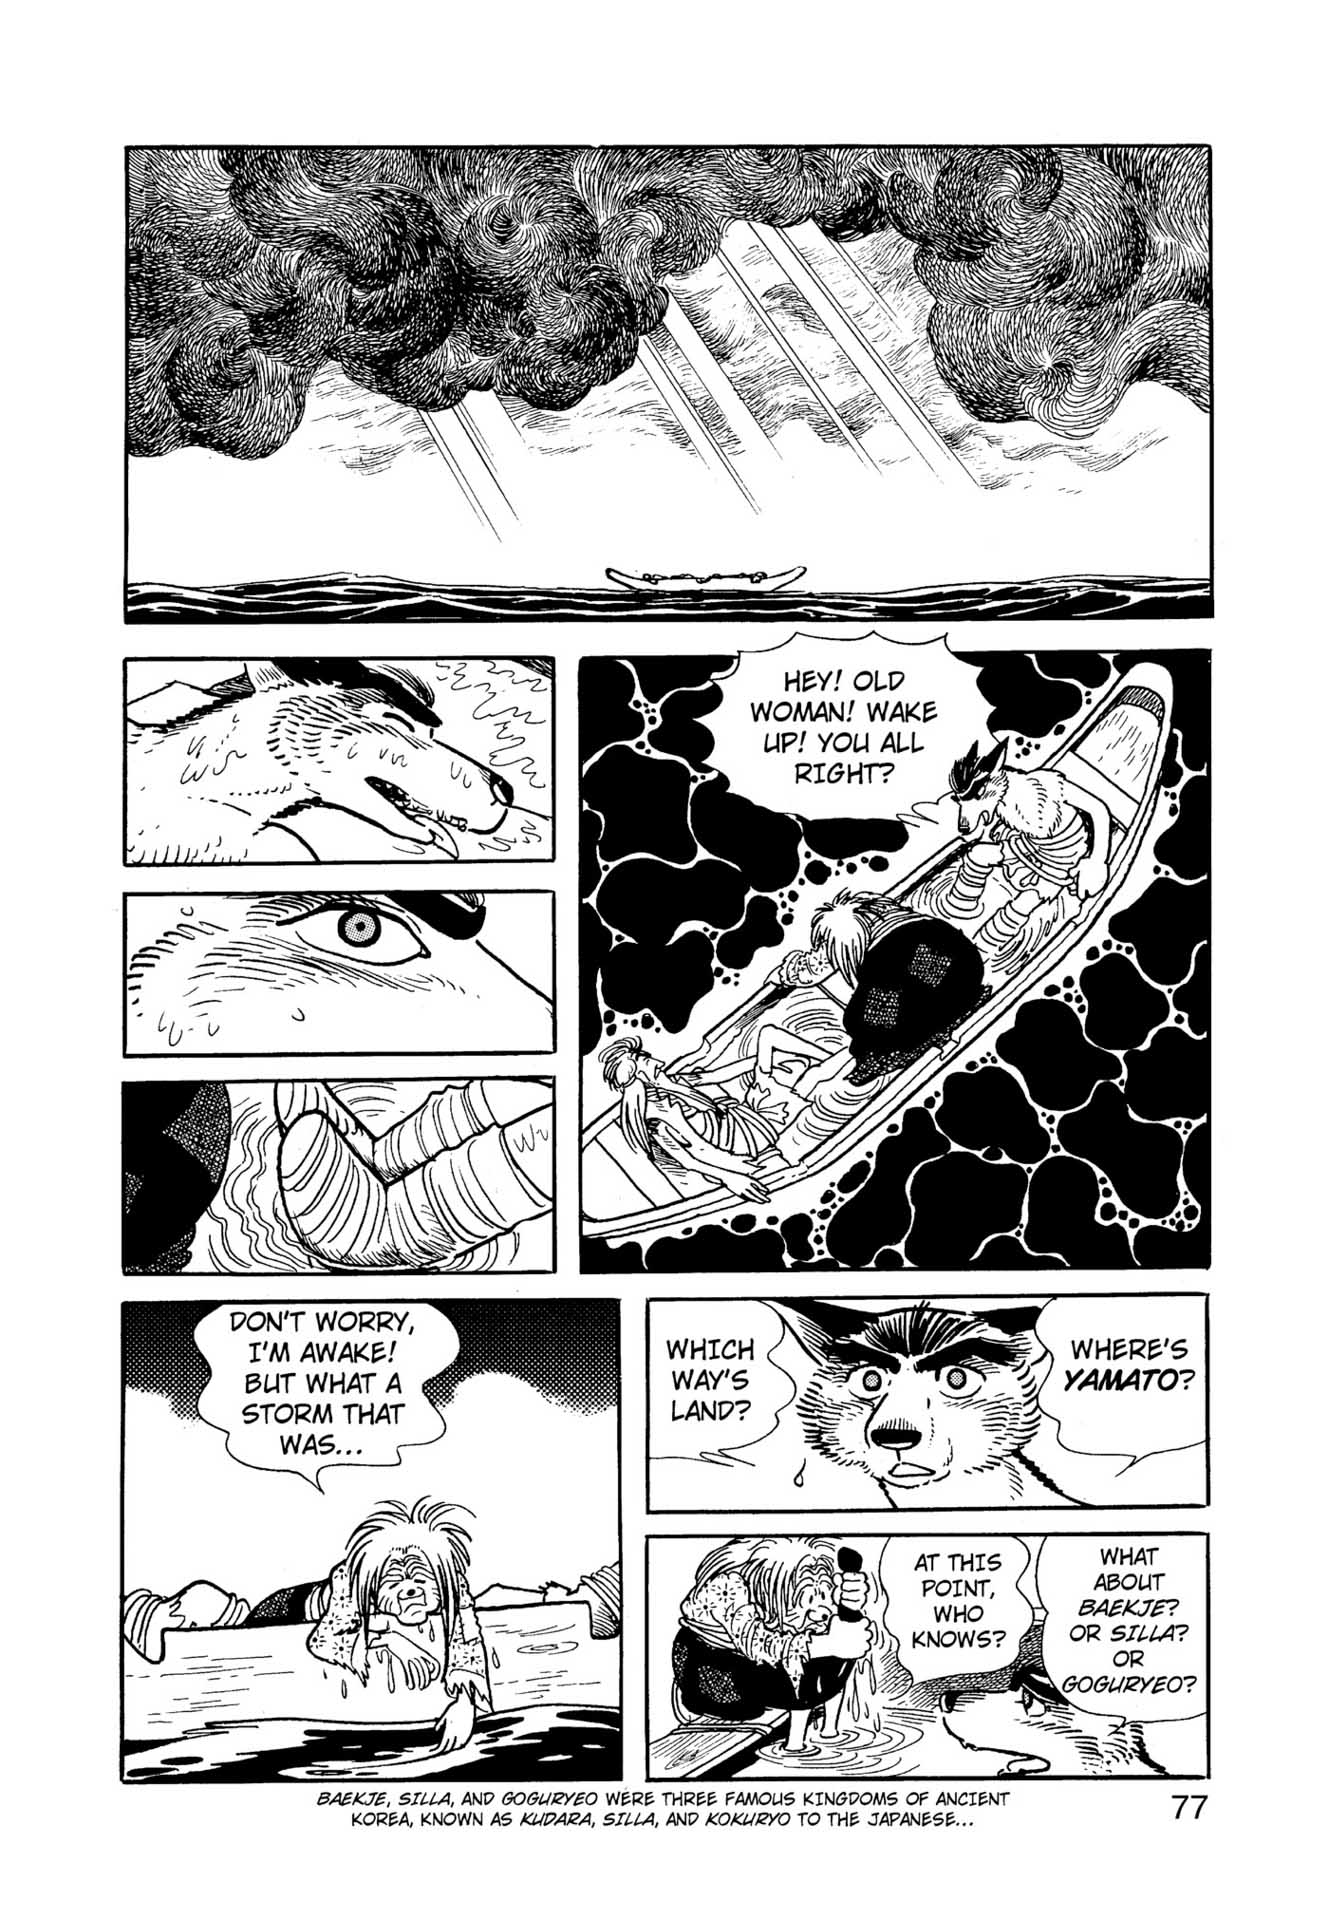 HEY! OLD
WOMAN! WAKE
UP! YOU ALL
RIGHT?
DON'T WORRY,
I'M AWAKE!
BUT WHAT A
STORM THAT
WAS...
WHICH
WAY'S
LAND?
WHERE'S
YAMATO?
AT THIS
POINT,
WHO
KNOWS?
WHAT
ABOUT
BAEKJE?
OR SILLA?
OR
GOGURYEO?
BAEKJE, SILLA, AND GOGURYEO WERE THREE FAMOUS KINGDOMS OF ANCIENT
KOREA, KNOWN AS KUDARA, SILLA, AND KOKURYO TO THE JAPANESE...
77